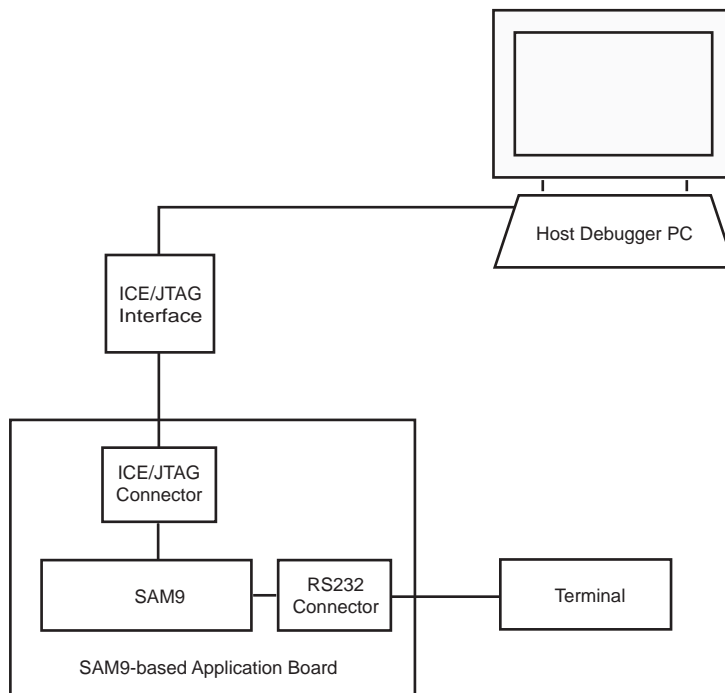 Host Debugger PC
ICE/JTAG
Interface
ICE/JTAG
Connector
SAM9
RS232
Connector
Terminal
SAM9-based Application Board